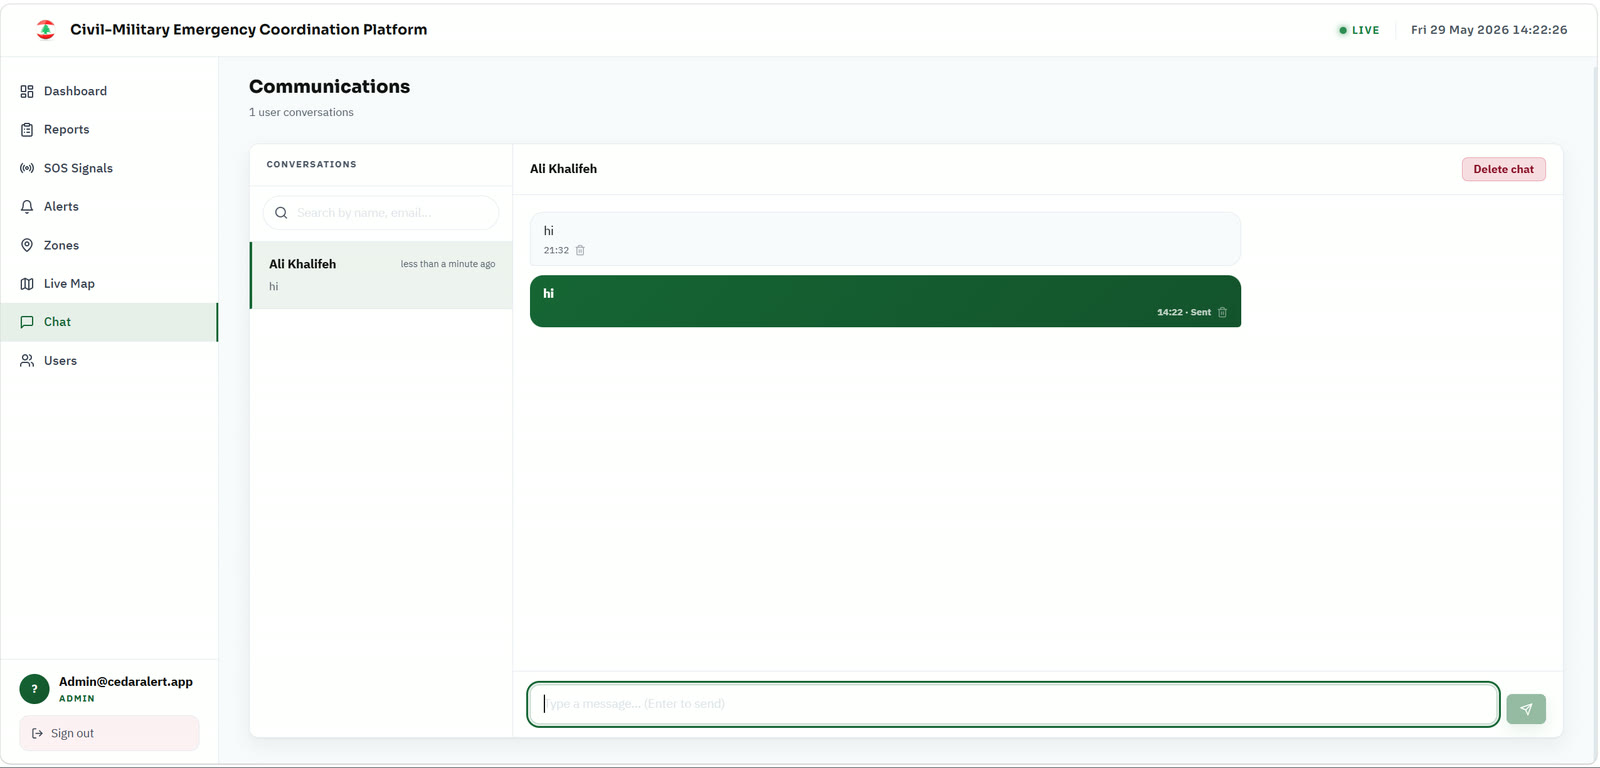 Civil-Military Emergency Coordination Platform
LIVE
Fri 29 May 2026 14:22:26
Dashboard
Reports
SOS Signals
Alerts
Zones
Live Map
Chat
Users
?
Admin@cedaralert.app
ADMIN
Sign out
Communications
1 user conversations
CONVERSATIONS
Search by name, email...
Ali Khalifeh
less than a minute ago
hi
Ali Khalifeh
Delete chat
hi
21:32
hi
14:22 · Sent
Type a message... (Enter to send)